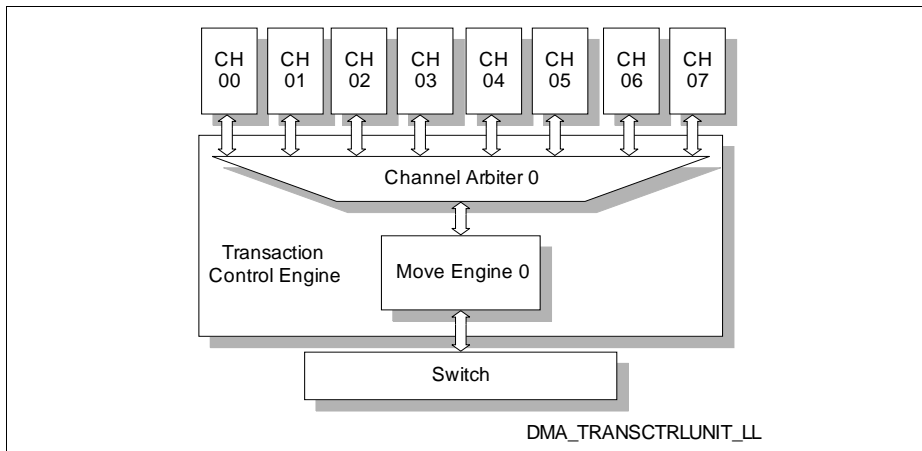 CH
00
CH
01
CH
02
CH
03
CH
04
CH
05
CH
06
CH
07
Channel Arbiter 0
Transaction
Control Engine
Move Engine 0
Switch
DMA_TRANSCTRLUNIT_LL